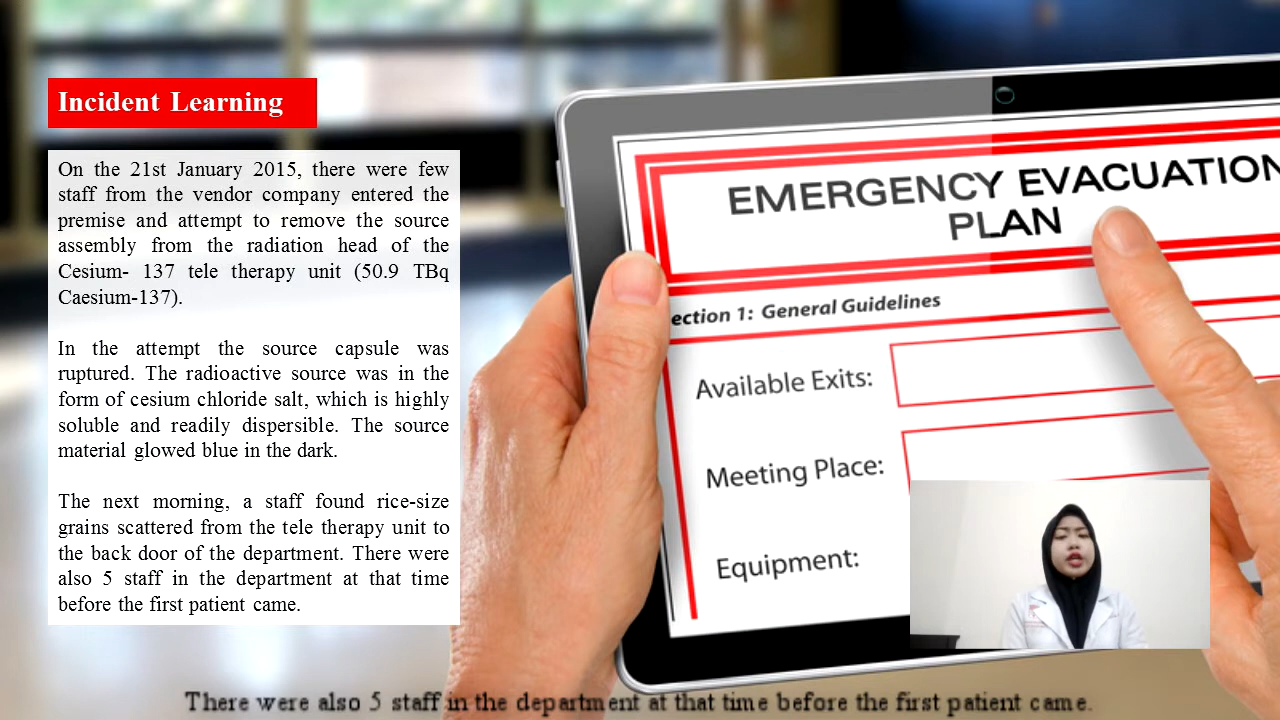 Incident Learning
On the 21st January 2015, there were few
staff from the vendor company entered the
premise and attempt to remove the source
assembly from the radiation head of the
Cesium- 137 tele therapy unit (50.9 TBq
Caesium-137).
In the attempt the source capsule was
ruptured. The radioactive source was in the
form of cesium chloride salt, which is highly
soluble and readily dispersible. The source
material glowed blue in the dark.
The next morning, a staff found rice-size
grains scattered from the tele therapy unit to
the back door of the department. There were
also 5 staff in the department at that time
before the first patient came.
EMERGENCY EVACUATION
PLAN
ection 1: General Guidelines
Available Exits:
Meeting Place:
Equipment:
There were also 5 staff in the department at that time before the first patient came.